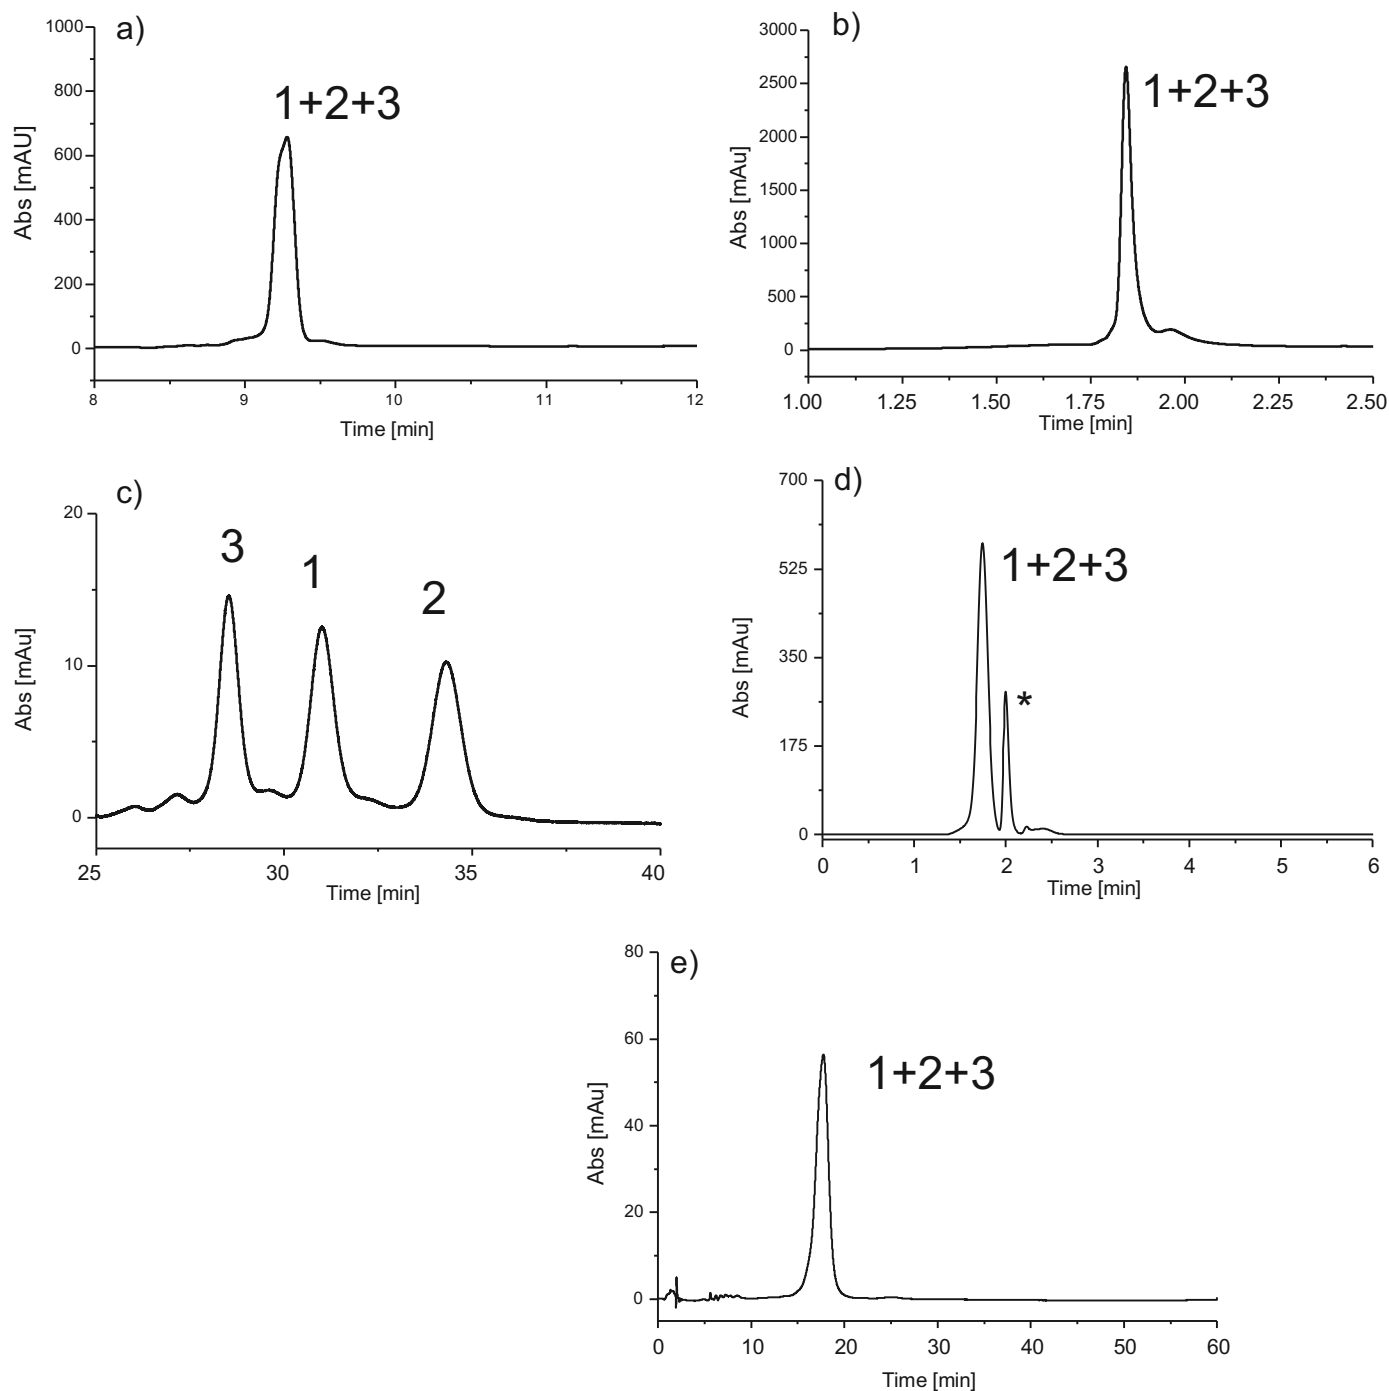 a)
1000
800
600
400
200
0
Abs [mAU]
1+2+3
8 9 10 11 12
Time [min]
b)
3000
2500
2000
1500
1000
500
0
Abs [mAu]
1+2+3
1.00 1.25 1.50 1.75 2.00 2.25 2.50
Time [min]
c)
20
10
0
Abs [mAu]
3
1
2
25 30 35 40
Time [min]
d)
700
525
350
175
0
Abs [mAu]
1+2+3
*
0 1 2 3 4 5 6
Time [min]
e)
80
60
40
20
0
Abs [mAu]
1+2+3
0 10 20 30 40 50 60
Time [min]